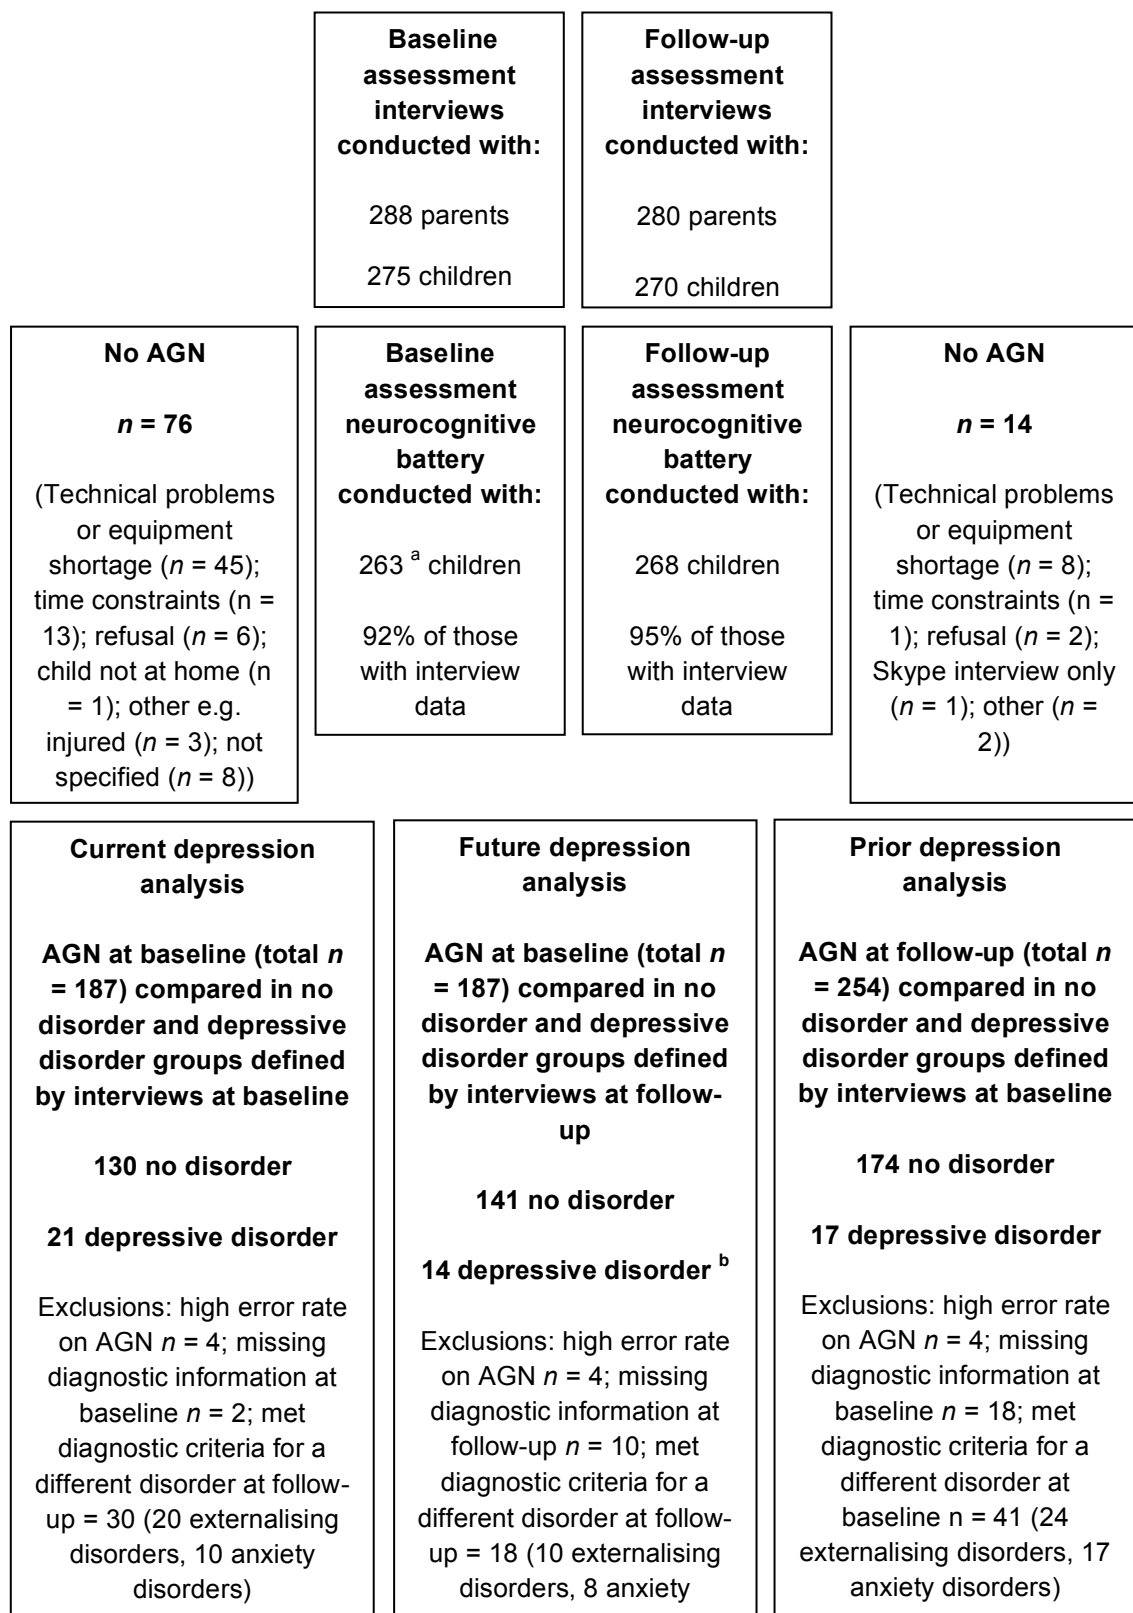 Baseline
assessment
interviews
conducted with:
288 parents
275 children
Follow-up
assessment
interviews
conducted with:
280 parents
270 children
No AGN
n = 76
(Technical problems
or equipment
shortage (n = 45);
time constraints (n =
13); refusal (n = 6);
child not at home (n
= 1); other e.g.
injured (n = 3); not
specified (n = 8))
Baseline
assessment
neurocognitive
battery
conducted with:
263 a children
92% of those
with interview
data
Follow-up
assessment
neurocognitive
battery
conducted with:
268 children
95% of those
with interview
data
No AGN
n = 14
(Technical problems
or equipment
shortage (n = 8);
time constraints (n =
1); refusal (n = 2);
Skype interview only
(n = 1); other (n =
2))
Current depression
analysis
AGN at baseline (total n
= 187) compared in no
disorder and depressive
disorder groups defined
by interviews at baseline
130 no disorder
21 depressive disorder
Exclusions: high error rate
on AGN n = 4; missing
diagnostic information at
baseline n = 2; met
diagnostic criteria for a
different disorder at follow-
up = 30 (20 externalising
disorders, 10 anxiety
disorders)
Future depression
analysis
AGN at baseline (total n
= 187) compared in no
disorder and depressive
disorder groups defined
by interviews at follow-
up
141 no disorder
14 depressive disorder b
Exclusions: high error rate
on AGN n = 4; missing
diagnostic information at
follow-up n = 10; met
diagnostic criteria for a
different disorder at follow-
up = 18 (10 externalising
disorders, 8 anxiety
Prior depression
analysis
AGN at follow-up (total n
= 254) compared in no
disorder and depressive
disorder groups defined
by interviews at baseline
174 no disorder
17 depressive disorder
Exclusions: high error rate
on AGN n = 4; missing
diagnostic information at
baseline n = 18; met
diagnostic criteria for a
different disorder at
baseline n = 41 (24
externalising disorders, 17
anxiety disorders)